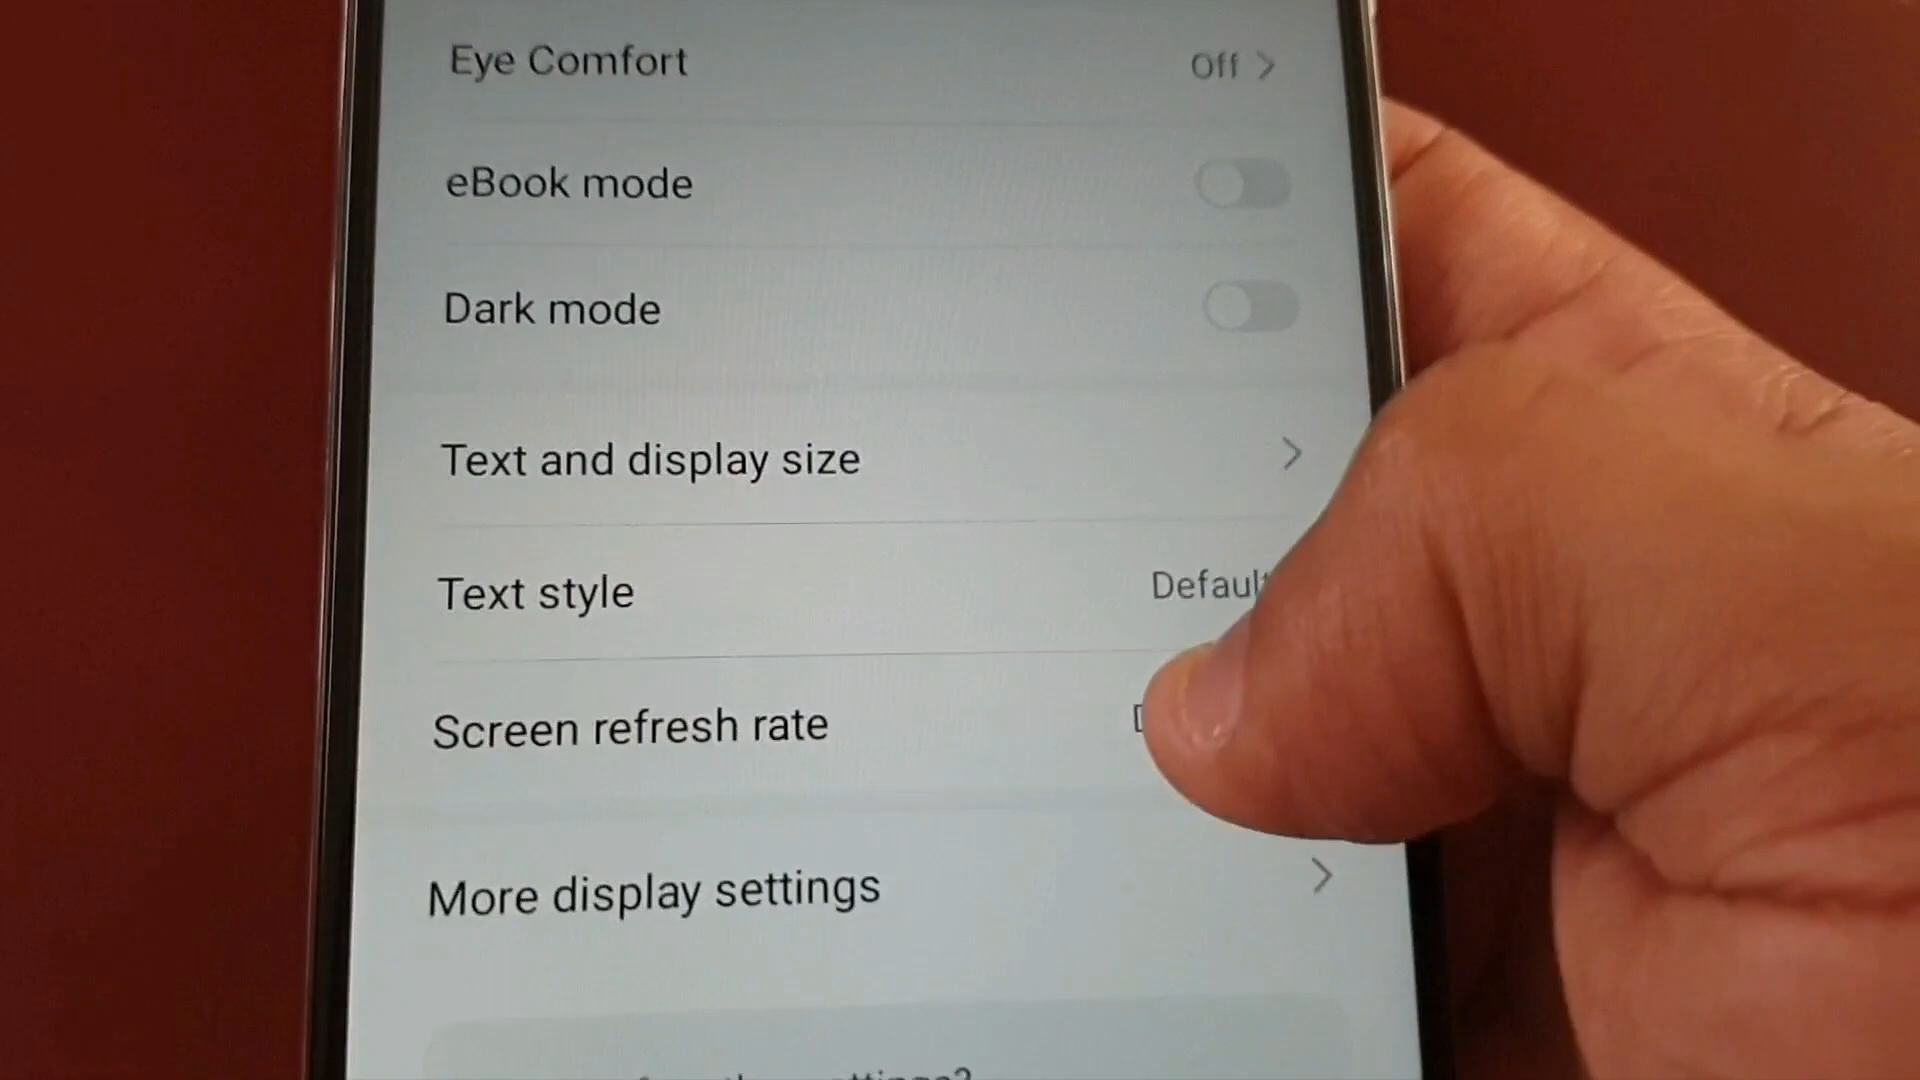 Eye Comfort Off
eBook mode
Dark mode
Text and display size
Text style
Screen refresh rate
More display settings